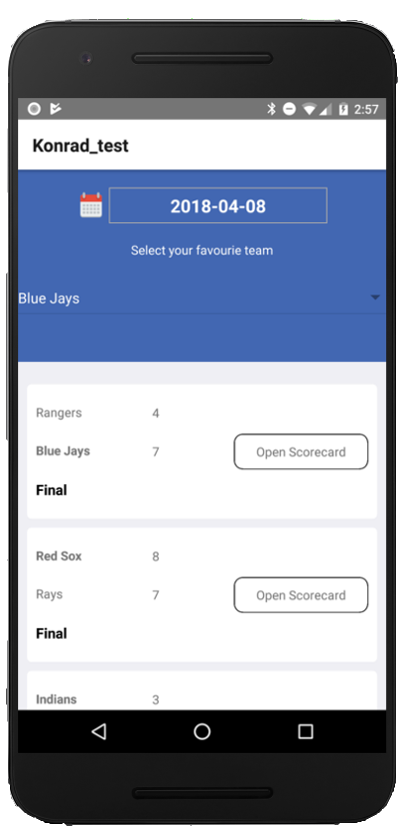 2:57
Konrad_test
2018-04-08
Select your favourie team
Blue Jays
Rangers 4
Blue Jays 7 Open Scorecard
Final
Red Sox 8
Rays 7 Open Scorecard
Final
Indians 3